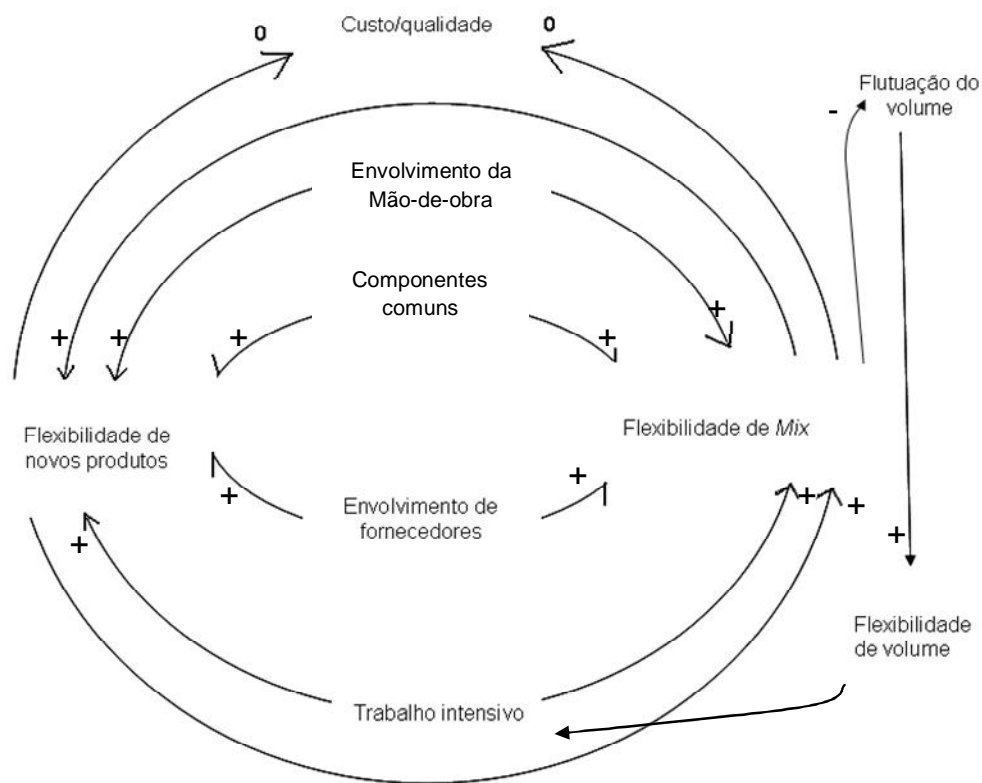 0
Custo/qualidade
0
Flutuação do
volume
-
Envolvimento da
Mão-de-obra
Componentes
comuns
+
+
+
+
+
Flexibilidade de
novos produtos
Flexibilidade de Mix
+
Envolvimento de
fornecedores
+
+
+
+
+
Flexibilidade
de volume
Trabalho intensivo